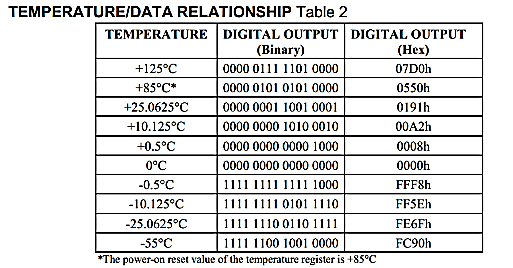 TEMPERATURE/DATA RELATIONSHIP Table 2
TEMPERATURE DIGITAL OUTPUT (Binary) DIGITAL OUTPUT (Hex)
+125°C 0000 0111 1101 0000 07D0h
+85°C* 0000 0101 0101 0000 0550h
+25.0625°C 0000 0001 1001 0001 0191h
+10.125°C 0000 0000 1010 0010 00A2h
+0.5°C 0000 0000 0000 1000 0008h
0°C 0000 0000 0000 0000 0000h
-0.5°C 1111 1111 1111 1000 FFF8h
-10.125°C 1111 1111 0101 1110 FF5Eh
-25.0625°C 1111 1110 0110 1111 FE6Fh
-55°C 1111 1100 1001 0000 FC90h
*The power-on reset value of the temperature register is +85°C